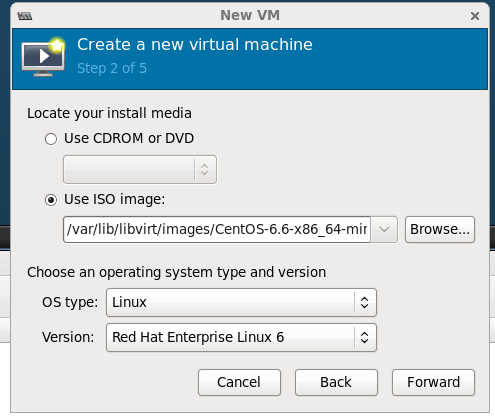 New VM
Create a new virtual machine
Step 2 of 5
Locate your install media
Use CDROM or DVD
Use ISO image:
/var/lib/libvirt/images/CentOS-6.6-x86_64-min
Browse...
Choose an operating system type and version
OS type: Linux
Version: Red Hat Enterprise Linux 6
Cancel Back Forward